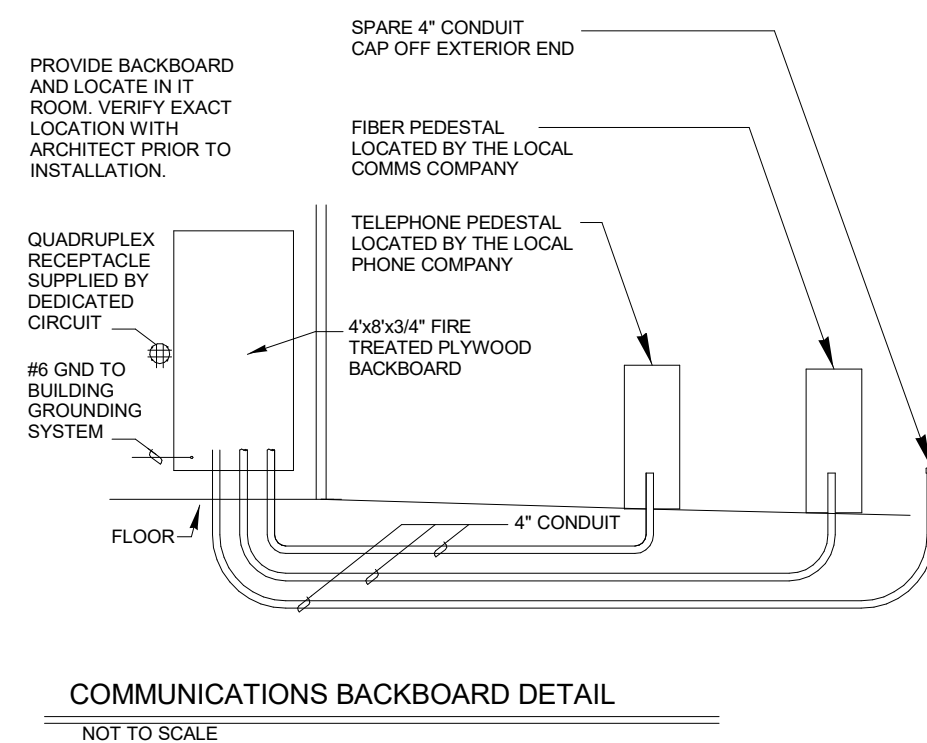 SPARE 4" CONDUIT
CAP OFF EXTERIOR END
PROVIDE BACKBOARD
AND LOCATE IN IT
ROOM. VERIFY EXACT
LOCATION WITH
ARCHITECT PRIOR TO
INSTALLATION.
FIBER PEDESTAL
LOCATED BY THE LOCAL
COMMS COMPANY
TELEPHONE PEDESTAL
LOCATED BY THE LOCAL
PHONE COMPANY
QUADRUPLEX
RECEPTACLE
SUPPLIED BY
DEDICATED
CIRCUIT
4'x8'x3/4" FIRE
TREATED PLYWOOD
BACKBOARD
#6 GND TO
BUILDING
GROUNDING
SYSTEM
4" CONDUIT
FLOOR
COMMUNICATIONS BACKBOARD DETAIL
NOT TO SCALE